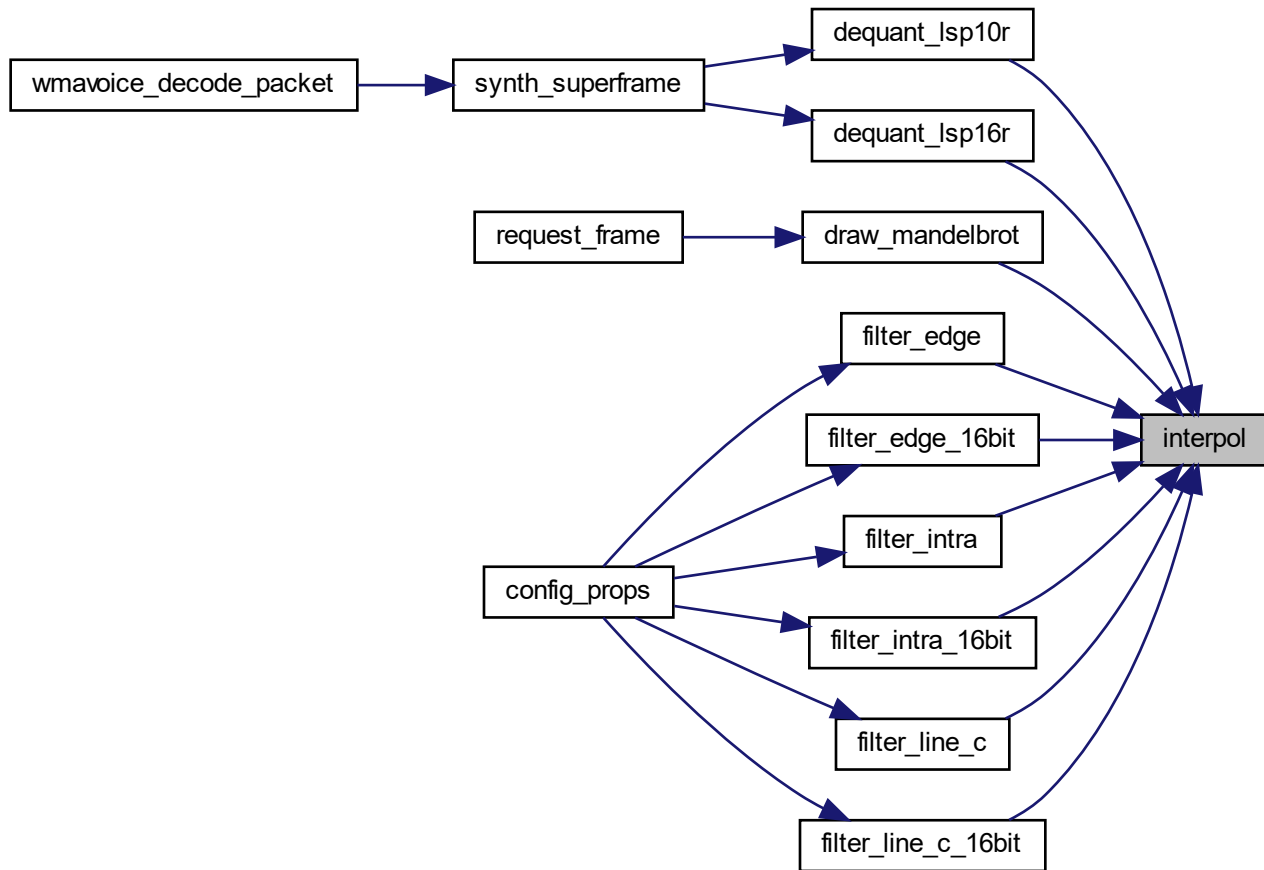 dequant_lsp10r
wmavoice_decode_packet
synth_superframe
dequant_lsp16r
request_frame
draw_mandelbrot
filter_edge
filter_edge_16bit
interpol
filter_intra
config_props
filter_intra_16bit
filter_line_c
filter_line_c_16bit